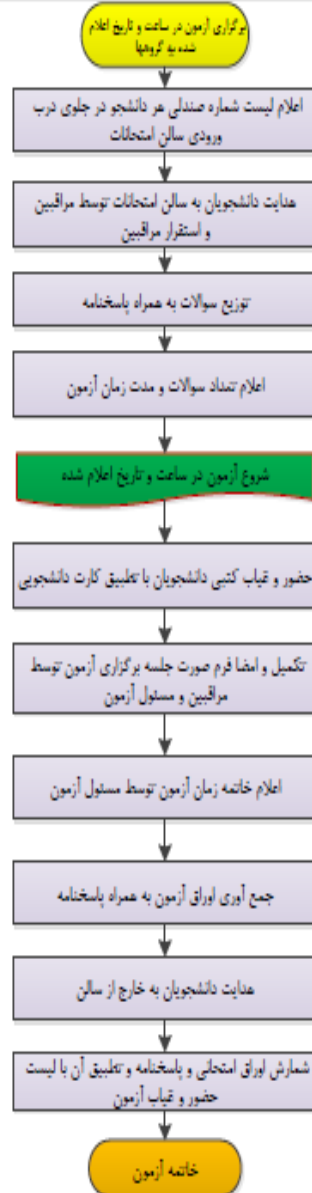 برگزاری آزمون در ساعت و تاریخ اعلام
شده به گروهها
اعلام لیست شماره صندلی هر دانشجو در جلوی درب
ورودی سالن امتحانات
هدایت دانشجویان به سالن امتحانات توسط مراقبین
و استقرار مراقبین
توزیع سوالات به همراه پاسخنامه
اعلام تعداد سوالات و مدت زمان آزمون
شروع آزمون در ساعت و تاریخ اعلام شده
حضور و غیاب کتبی دانشجویان با تطبیق کارت دانشجویی
تکمیل و امضا فرم صورت جلسه برگزاری آزمون توسط
مراقبین و مسئول آزمون
اعلام خاتمه زمان آزمون توسط مسئول آزمون
جمع آوری اوراق آزمون به همراه پاسخنامه
هدایت دانشجویان به خارج از سالن
شمارش اوراق امتحانی و پاسخنامه و تطبیق آن با لیست
حضور و غیاب آزمون
خاتمه آزمون